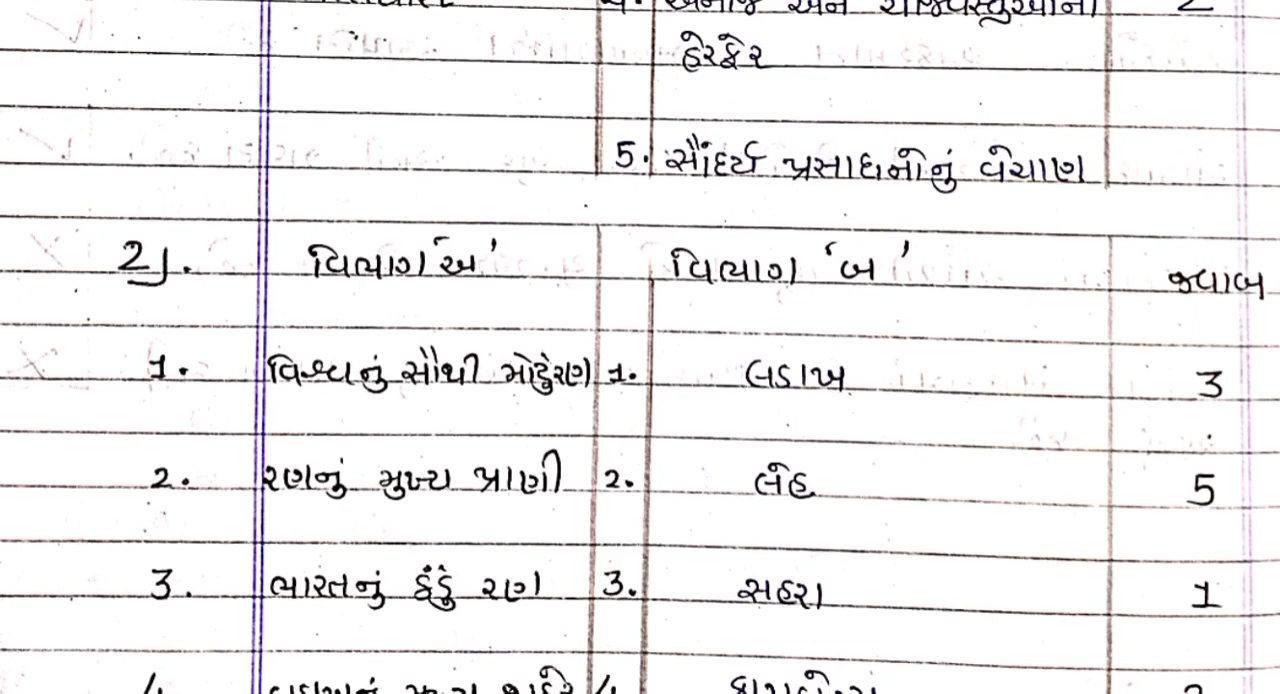 અને
હેરફેર
5. સૌંદર્ય પ્રસાધનોનું વેચાણ
2). વિભાગ 'અ' વિભાગ 'બ' જવાબ
1. વિશ્વનું સૌથી મોટું રણ 1. લડાખ 3
2. રણનું મુખ્ય પ્રાણી 2. લેહ 5
3. ભારતનું ઠંડું રણ 3. સહરા 1